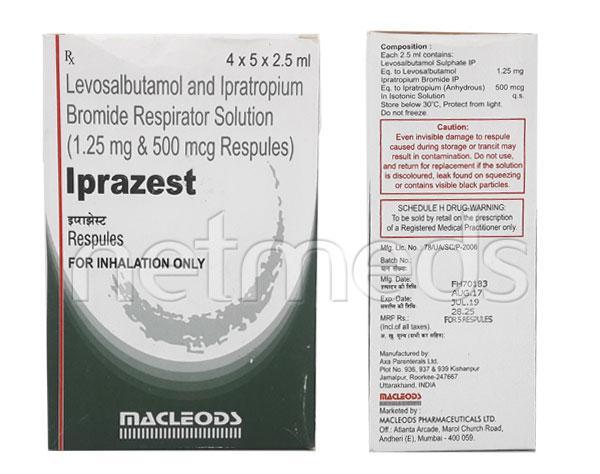 Rx
4 x 5 x 2.5 ml
Levosalbutamol and Ipratropium
Bromide Respirator Solution
(1.25 mg & 500 mcg Respules)
Iprazest
इप्राझेस्ट
Respules
FOR INHALATION ONLY
MACLEODS
netmeds
Composition :
Each 2.5 ml contains:
Levosalbutamol Sulphate IP
Eq. to Levosalbutamol 1.25 mg
Ipratropium Bromide IP
Eq. to Ipratropium (Anhydrous) 500 mcg
In Isotonic Solution q.s.
Store below 30°C, Protect from light.
Do not freeze.
Caution:
Even invisible damage to respule
caused during storage or trancit may
result in contamination. Do not use,
and return for replacement if the solution
is discoloured, leak found on squeezing
or contains visible black particles.
SCHEDULE H DRUG-WARNING:
To be sold by retail on the prescription
of a Registered Medical Practitioner only.
Mfg. Lic. No. : 78/UA/SC/P-2006
Batch No.:
Mfg. Date: FH70183
AUG.17
Exp. Date: JUL.19
28.25
MRP Rs.: FOR 5 RESPULES
(Incl.of all taxes).
Manufactured by:
Axa Parenterals Ltd.
Plot No. 936, 937 & 939 Kishanpur
Jamalpur, Roorkee-247667
Uttarakhand, INDIA
MACLEODS
Marketed by :
MACLEODS PHARMACEUTICALS LTD.
Off.: Atlanta Arcade, Marol Church Road,
Andheri (E), Mumbai - 400 059.